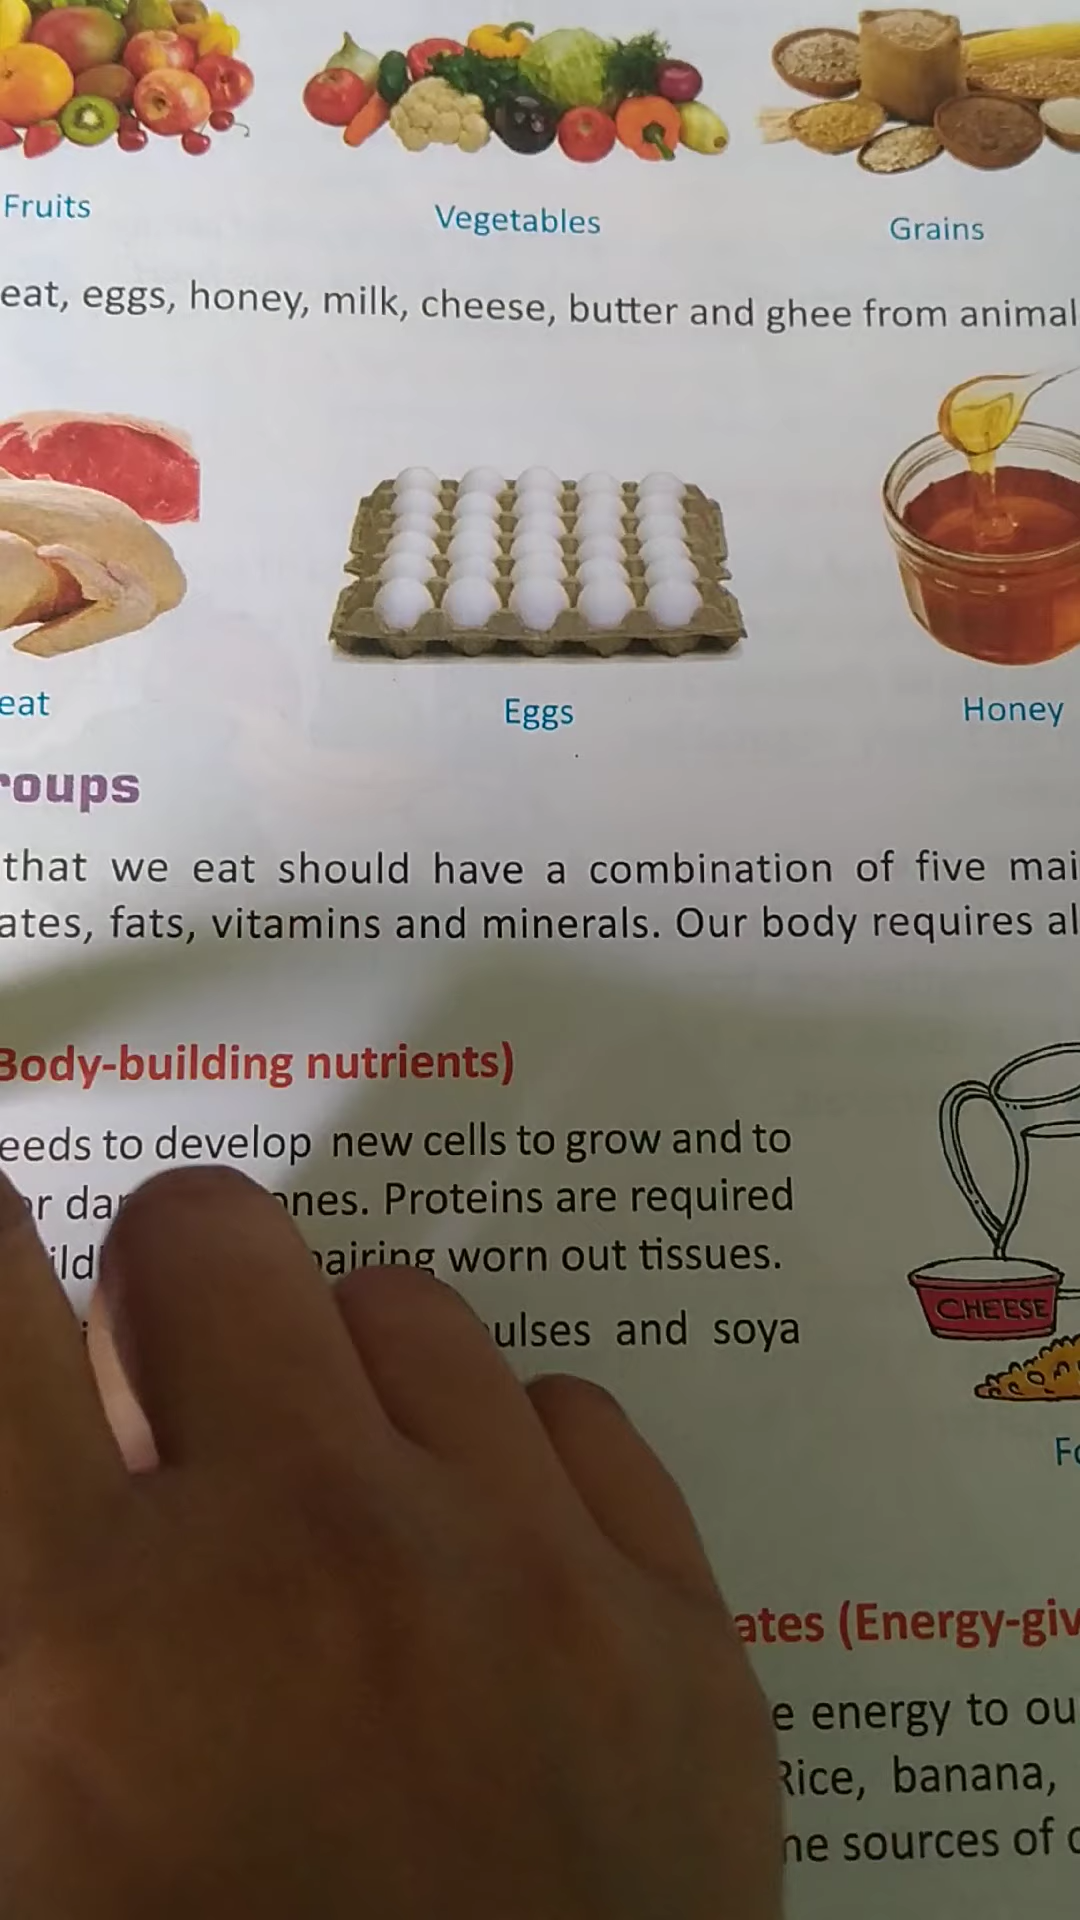 Fruits
Vegetables
Grains
eat, eggs, honey, milk, cheese, butter and ghee from animal
eat
Eggs
Honey
roups
that we eat should have a combination of five mai
ates, fats, vitamins and minerals. Our body requires al
Body-building nutrients)
eeds to develop new cells to grow and to
or da nes. Proteins are required
ild airing worn out tissues.
ulses and soya
CHEESE
Fo
ates (Energy-giv
e energy to ou
Rice, banana,
ne sources of c